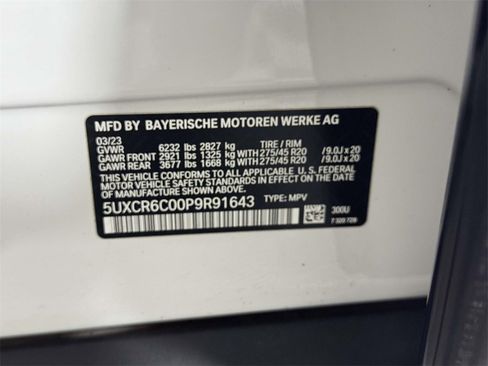 MFD BY BAYERISCHE MOTOREN WERKE AG
03/23 TIRE / RIM
GVWR 6232 lbs 2827 kg
GAWR FRONT 2921 lbs 1325 kg WITH 275/45 R20 / 9.0J x 20
GAWR REAR 3677 lbs 1668 kg WITH 275/45 R20 / 9.0J x 20
THIS VEHICLE CONFORMS TO ALL APPLICABLE U. S. FEDERAL
MOTOR VEHICLE SAFETY STANDARDS IN EFFECT ON THE
DATE OF MANUFACTURE SHOWN ABOVE.
5UXCR6C00P9R91643 TYPE: MPV 300U
7 320 728